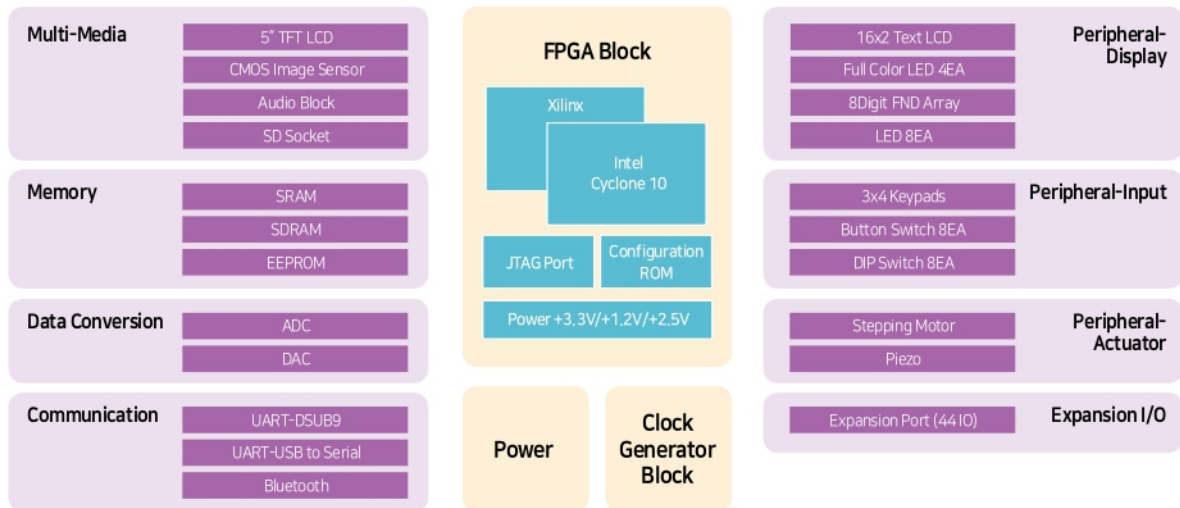 Multi-Media
5" TFT LCD
CMOS Image Sensor
Audio Block
SD Socket
Memory
SRAM
SDRAM
EEPROM
Data Conversion
ADC
DAC
Communication
UART-DSUB9
UART-USB to Serial
Bluetooth
FPGA Block
Xilinx
Intel
Cyclone 10
JTAG Port
Configuration
ROM
Power +3.3V/+1.2V/+2.5V
Power
Clock
Generator
Block
16x2 Text LCD
Full Color LED 4EA
8Digit FND Array
LED 8EA
Peripheral-
Display
3x4 Keypads
Button Switch 8EA
DIP Switch 8EA
Peripheral-Input
Stepping Motor
Piezo
Peripheral-
Actuator
Expansion Port (44 IO)
Expansion I/O